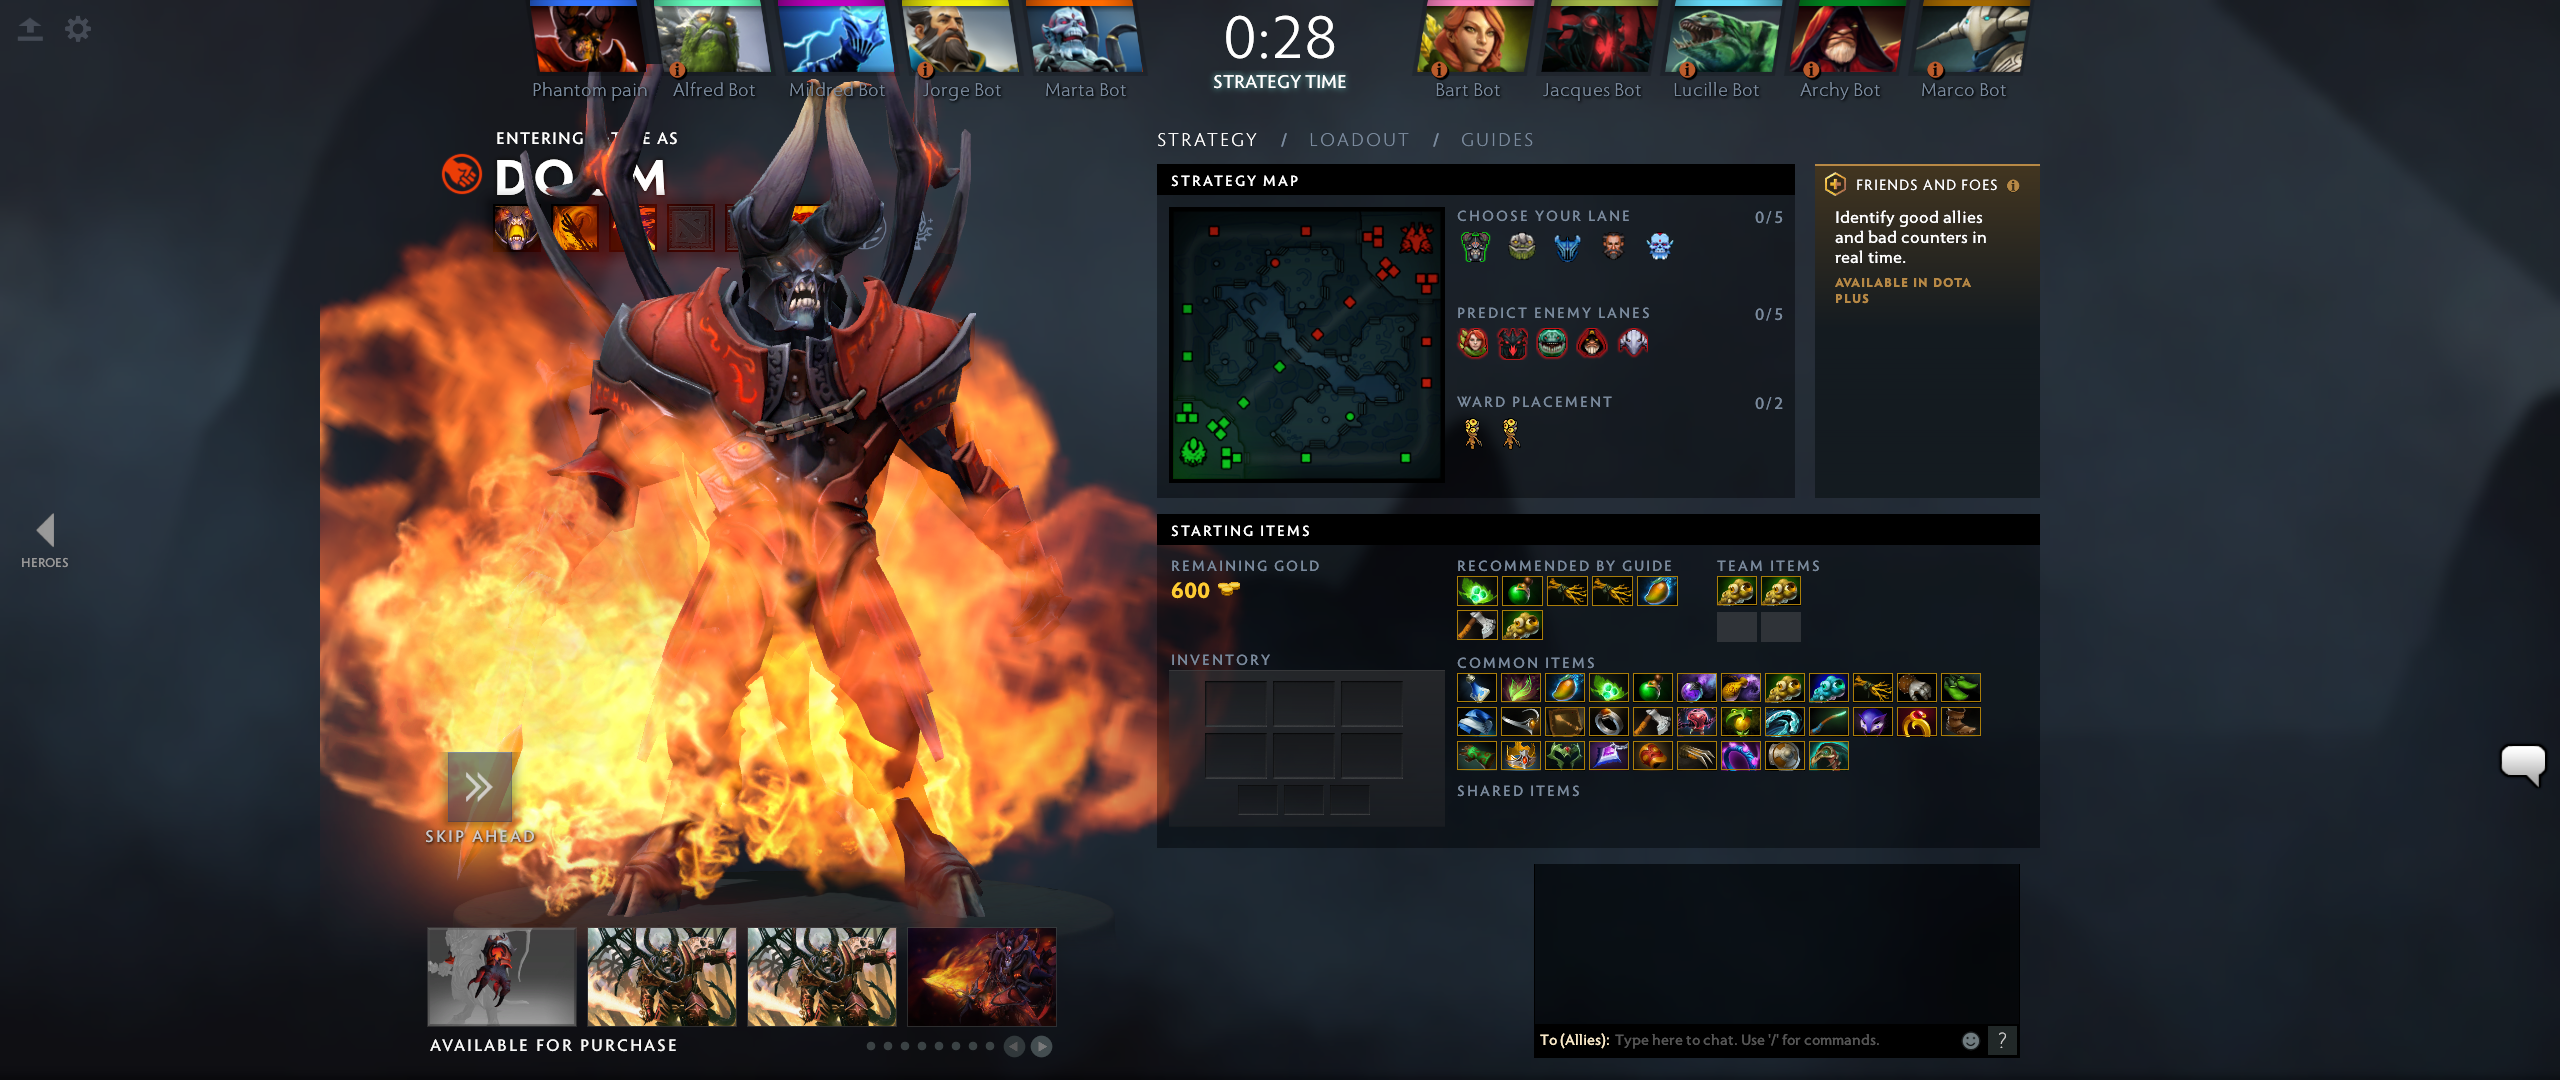 Phantom pain
Alfred Bot
Mildred Bot
Jorge Bot
Marta Bot
0:28
STRATEGY TIME
Bart Bot
Jacques Bot
Lucille Bot
Archy Bot
Marco Bot
ENTERING AS
STRATEGY / LOADOUT / GUIDES
STRATEGY MAP
CHOOSE YOUR LANE 0/5
PREDICT ENEMY LANES 0/5
WARD PLACEMENT 0/2
FRIENDS AND FOES
Identify good allies
and bad counters in
real time.
AVAILABLE IN DOTA
PLUS
HEROES
STARTING ITEMS
REMAINING GOLD
600
INVENTORY
RECOMMENDED BY GUIDE
TEAM ITEMS
COMMON ITEMS
SHARED ITEMS
SKIP AHEAD
AVAILABLE FOR PURCHASE
To (Allies): Type here to chat. Use '/' for commands.
?